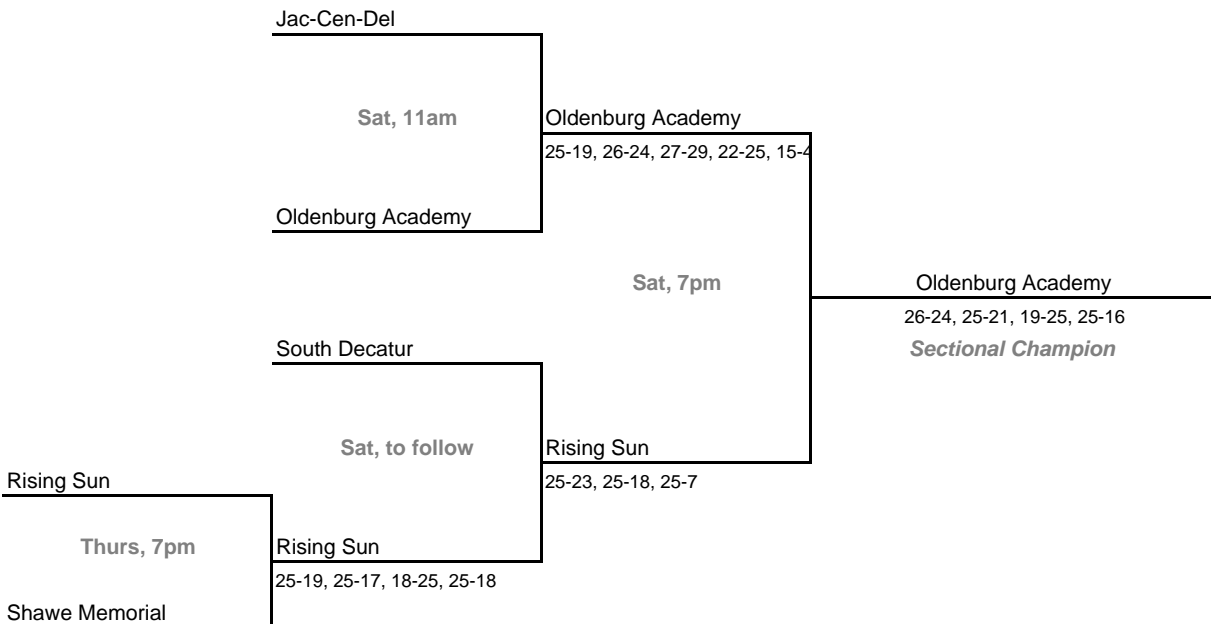 Jac-Cen-Del
Sat, 11am
Oldenburg Academy
25-19, 26-24, 27-29, 22-25, 15-4
Oldenburg Academy
Sat, 7pm
Oldenburg Academy
26-24, 25-21, 19-25, 25-16
South Decatur
Sectional Champion
Sat, to follow
Rising Sun
Rising Sun
25-23, 25-18, 25-7
Thurs, 7pm
Rising Sun
25-19, 25-17, 18-25, 25-18
Shawe Memorial